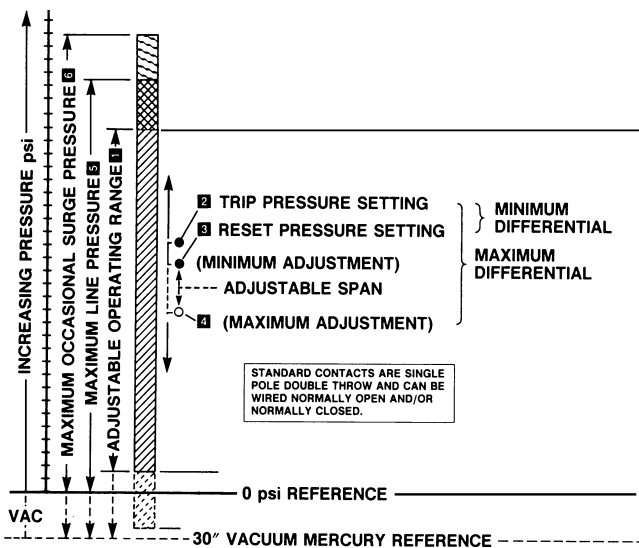 INCREASING PRESSURE psi
MAXIMUM OCCASIONAL SURGE PRESSURE 6
MAXIMUM LINE PRESSURE 5
ADJUSTABLE OPERATING RANGE 1
2 TRIP PRESSURE SETTING
3 RESET PRESSURE SETTING
(MINIMUM ADJUSTMENT)
ADJUSTABLE SPAN
4 (MAXIMUM ADJUSTMENT)
MINIMUM
DIFFERENTIAL
MAXIMUM
DIFFERENTIAL
STANDARD CONTACTS ARE SINGLE
POLE DOUBLE THROW AND CAN BE
WIRED NORMALLY OPEN AND/OR
NORMALLY CLOSED.
0 psi REFERENCE
VAC
30″ VACUUM MERCURY REFERENCE